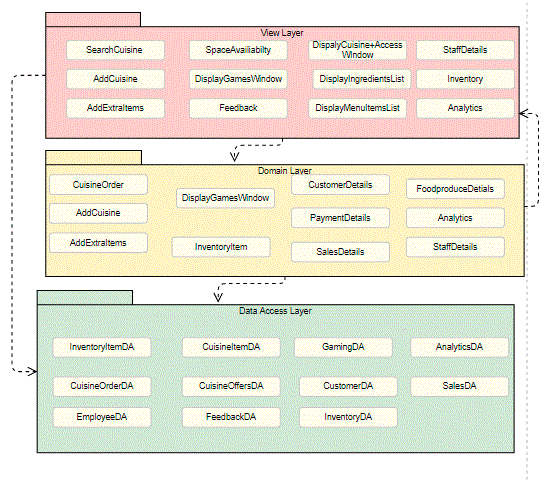 View Layer
SearchCuisine
SpaceAvailiabilty
DispalyCuisine+Access
Window
StaffDetails
AddCuisine
DisplayGamesWindow
DisplayIngredientsList
Inventory
AddExtraItems
Feedback
DisplayMenuItemsList
Analytics
Domain Layer
CuisineOrder
DisplayGamesWindow
CustomerDetails
FoodproduceDetials
AddCuisine
PaymentDetails
Analytics
AddExtraItems
InventoryItem
SalesDetails
StaffDetails
Data Access Layer
InventoryItemDA
CuisineItemDA
GamingDA
AnalyticsDA
CuisineOrderDA
CuisineOffersDA
CustomerDA
SalesDA
EmployeeDA
FeedbackDA
InventoryDA